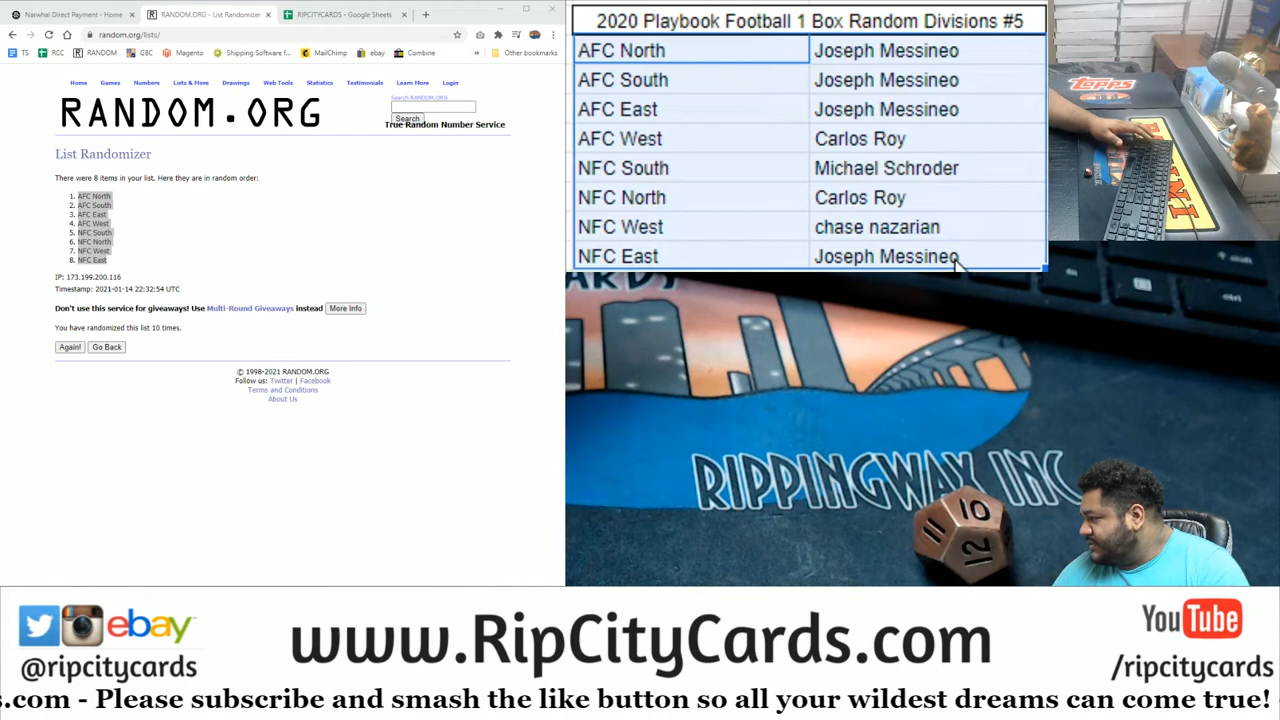 Narwhal Direct Payment - Home
RANDOM.ORG - List Randomizer
RIPCITYCARDS - Google Sheets
random.org/lists/
TS
RCC
RANDOM
GBC
Magento
Shipping Software f...
MailChimp
ebay
Combine
Other bookmarks
Home Games Numbers Lists & More Drawings Web Tools Statistics Testimonials Learn More Login
RANDOM.ORG
Search RANDOM.ORG
Search
True Random Number Service
List Randomizer
There were 8 items in your list. Here they are in random order:
1. AFC North
2. AFC South
3. AFC East
4. AFC West
5. NFC South
6. NFC North
7. NFC West
8. NFC East
IP: 173.199.200.116
Timestamp: 2021-01-14 22:32:54 UTC
Don't use this service for giveaways! Use Multi-Round Giveaways instead More Info
You have randomized this list 10 times.
Again! Go Back
© 1998-2021 RANDOM.ORG
Follow us: Twitter | Facebook
Terms and Conditions
About Us
2020 Playbook Football 1 Box Random Divisions #5
AFC North Joseph Messineo
AFC South Joseph Messineo
AFC East Joseph Messineo
AFC West Carlos Roy
NFC South Michael Schroder
NFC North Carlos Roy
NFC West chase nazarian
NFC East Joseph Messineo
Topps
RIPPINGWAX INC
11
10
12
ctrl
ebay
@ripcitycards
www.RipCityCards.com
YouTube
/ripcitycards
s.com - Please subscribe and smash the like button so all your wildest dreams can come true!